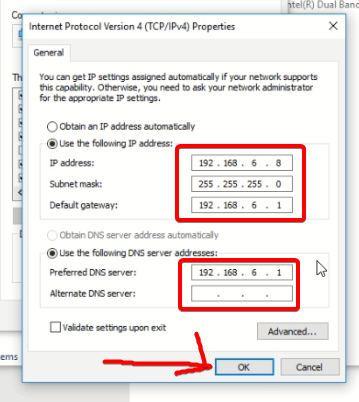 Intel(R) Dual Band
Internet Protocol Version 4 (TCP/IPv4) Properties
General
You can get IP settings assigned automatically if your network supports
this capability. Otherwise, you need to ask your network administrator
for the appropriate IP settings.
Obtain an IP address automatically
Use the following IP address:
IP address: 192 . 168 . 6 . 8
Subnet mask: 255 . 255 . 255 . 0
Default gateway: 192 . 168 . 6 . 1
Obtain DNS server address automatically
Use the following DNS server addresses:
Preferred DNS server: 192 . 168 . 6 . 1
Alternate DNS server: . . .
Validate settings upon exit
Advanced...
ems
OK Cancel